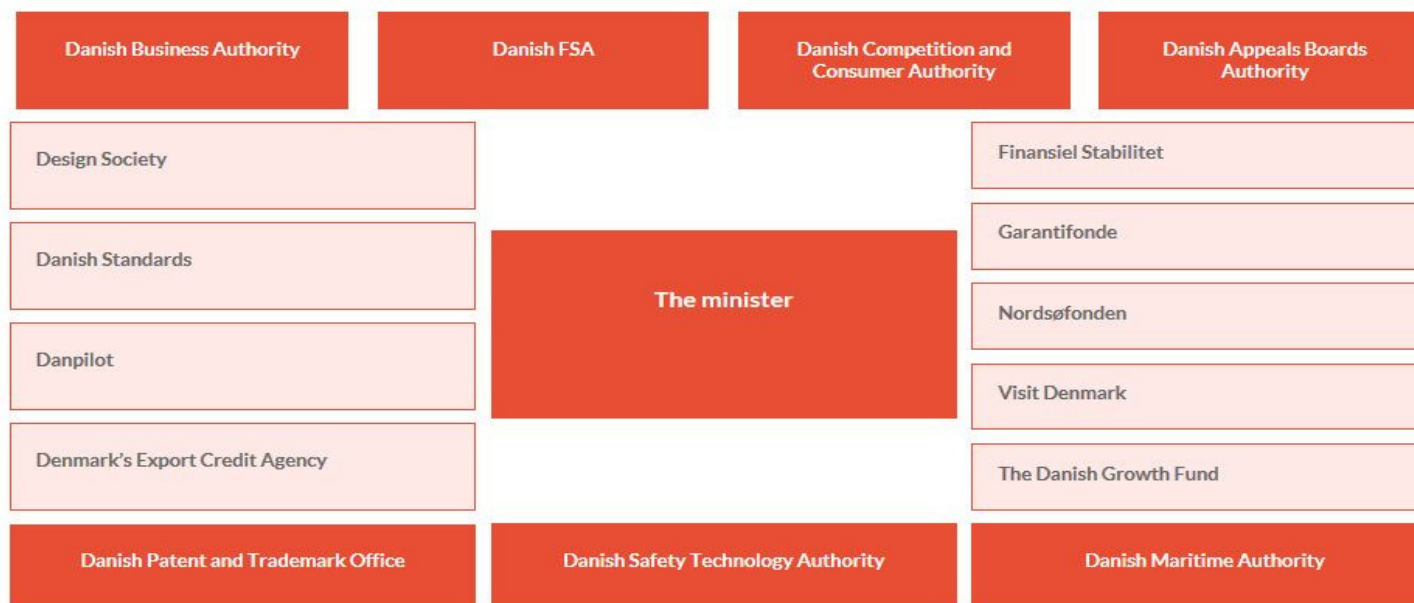 Danish Business Authority
Danish FSA
Danish Competition and
Consumer Authority
Danish Appeals Boards
Authority
Design Society
Danish Standards
Danpilot
Denmark's Export Credit Agency
The minister
Finansiel Stabilitet
Garantifonde
Nordsøfonden
Visit Denmark
The Danish Growth Fund
Danish Patent and Trademark Office
Danish Safety Technology Authority
Danish Maritime Authority